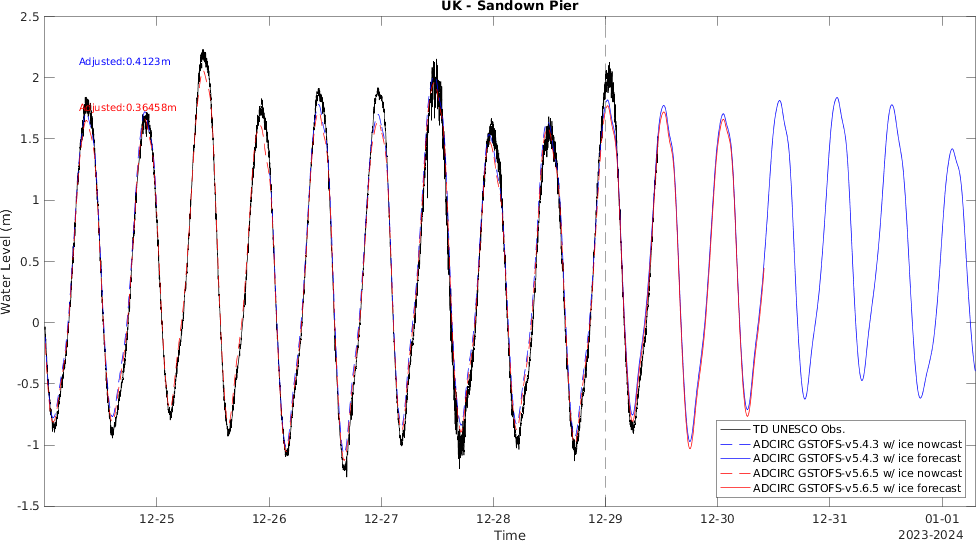 UK - Sandown Pier
2.5
2
1.5
1
0.5
0
-0.5
-1
-1.5
Water Level (m)
Adjusted:0.4123m
Adjusted:0.36458m
TD UNESCO Obs.
ADCIRC GSTOFS-v5.4.3 w/ ice nowcast
ADCIRC GSTOFS-v5.4.3 w/ ice forecast
ADCIRC GSTOFS-v5.6.5 w/ ice nowcast
ADCIRC GSTOFS-v5.6.5 w/ ice forecast
12-25 12-26 12-27 12-28 12-29 12-30 12-31 01-01
Time
2023-2024